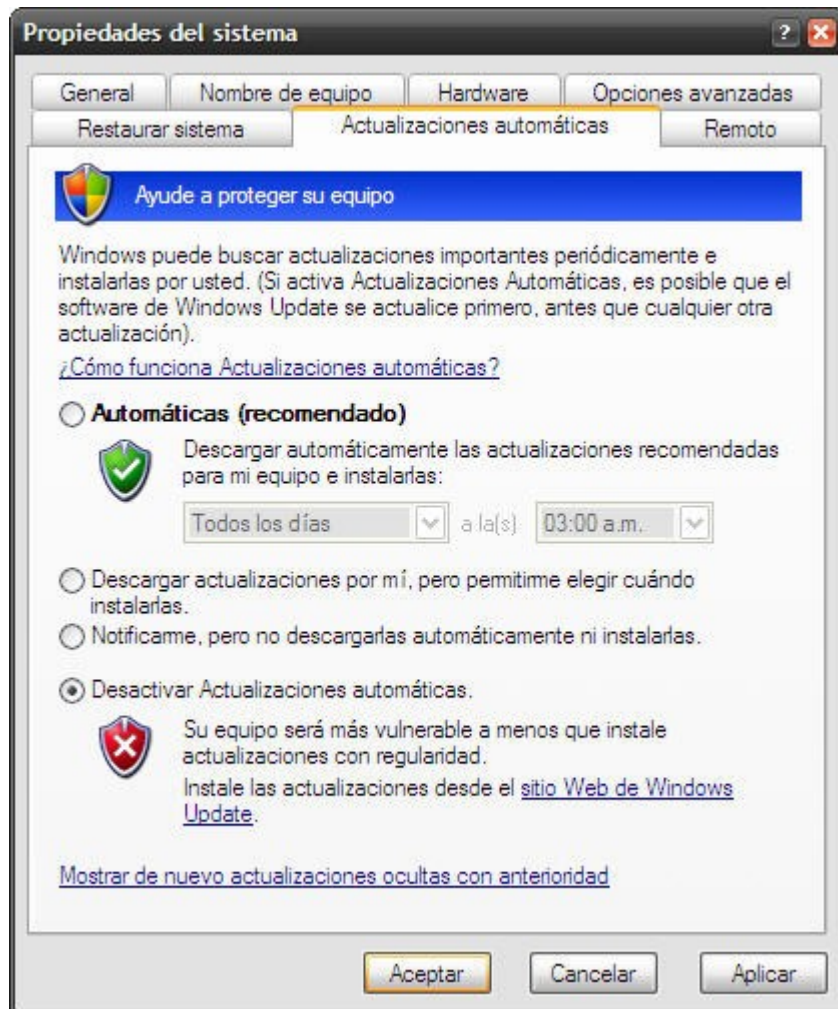 Propiedades del sistema
General Nombre de equipo Hardware Opciones avanzadas
Restaurar sistema Actualizaciones automáticas Remoto
Ayude a proteger su equipo
Windows puede buscar actualizaciones importantes periódicamente e
instalarlas por usted. (Si activa Actualizaciones Automáticas, es posible que el
software de Windows Update se actualice primero, antes que cualquier otra
actualización).
¿Cómo funciona Actualizaciones automáticas?
Automáticas (recomendado)
Descargar automáticamente las actualizaciones recomendadas
para mi equipo e instalarlas:
Todos los días a la(s) 03:00 a.m.
Descargar actualizaciones por mí, pero permitirme elegir cuándo
instalarlas.
Notificarme, pero no descargarlas automáticamente ni instalarlas.
Desactivar Actualizaciones automáticas.
Su equipo será más vulnerable a menos que instale
actualizaciones con regularidad.
Instale las actualizaciones desde el sitio Web de Windows
Update.
Mostrar de nuevo actualizaciones ocultas con anterioridad
Aceptar Cancelar Aplicar